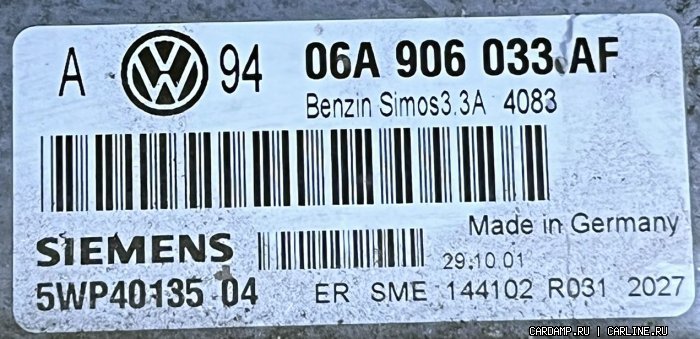 A VW 94 06A 906 033 AF
Benzin Simos3.3A 4083
Made in Germany
SIEMENS 29.10.01
5WP40135 04 ER SME 144102 R031 2027
CARDAMP.RU | CARLINE.RU